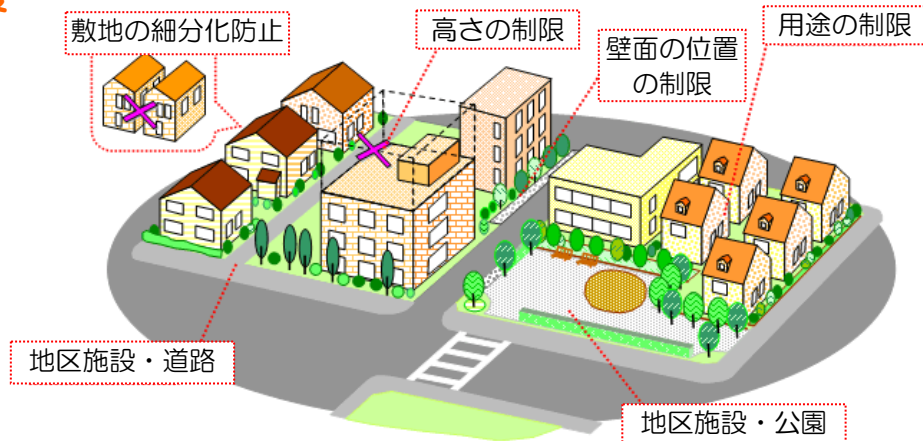 敷地の細分化防止
高さの制限
壁面の位置
の制限
用途の制限
地区施設・道路
地区施設・公園